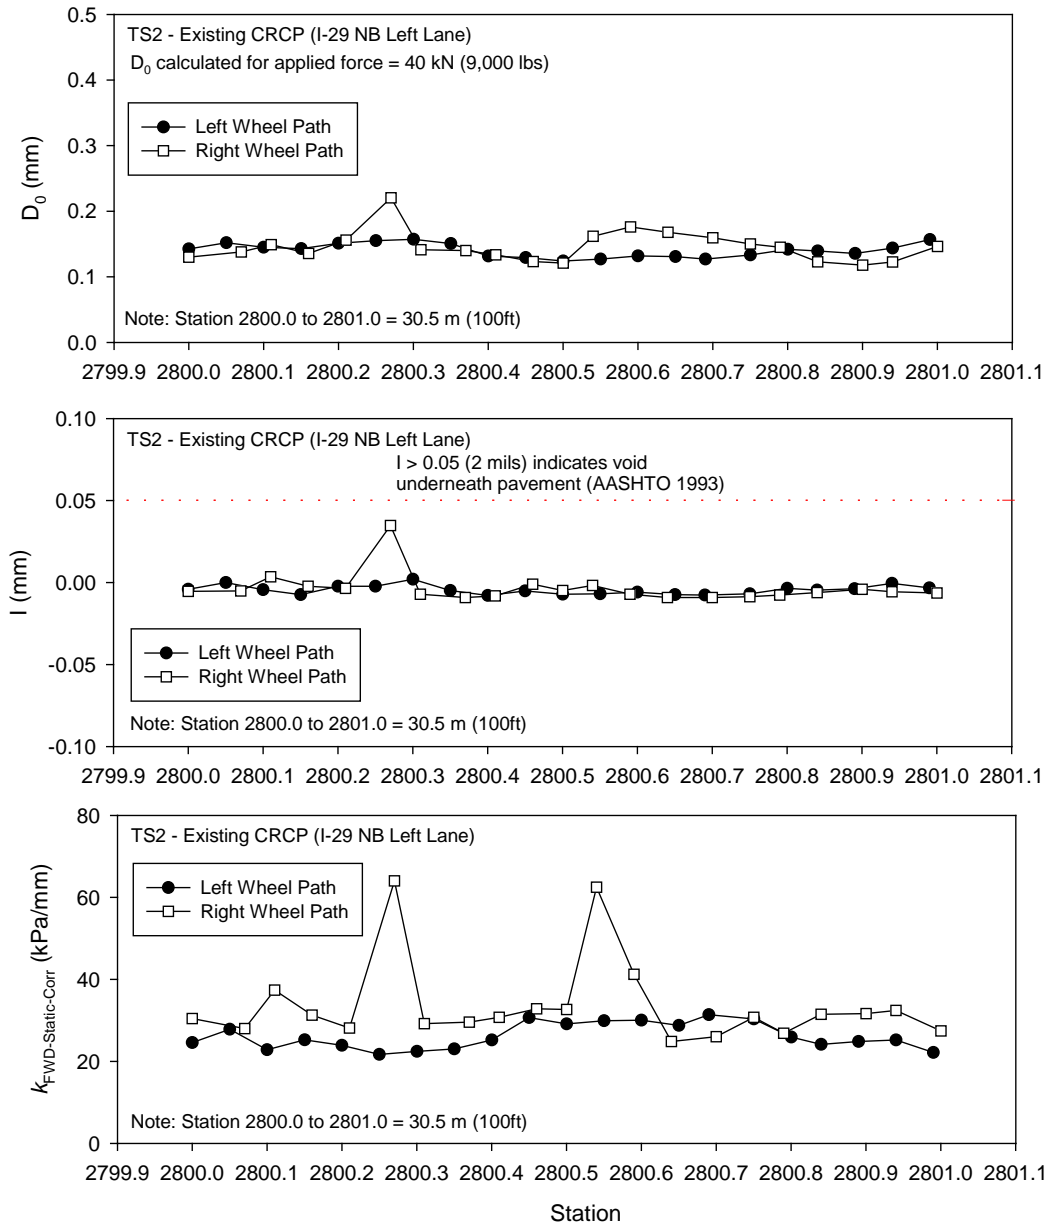 0.5
TS2 - Existing CRCP (I-29 NB Left Lane)
D0 calculated for applied force = 40 kN (9,000 lbs)
0.4
Left Wheel Path
Right Wheel Path
0.3
D0 (mm)
0.2
0.1
Note: Station 2800.0 to 2801.0 = 30.5 m (100ft)
0.0
2799.9 2800.0 2800.1 2800.2 2800.3 2800.4 2800.5 2800.6 2800.7 2800.8 2800.9 2801.0 2801.1
0.10
TS2 - Existing CRCP (I-29 NB Left Lane)
I > 0.05 (2 mils) indicates void
underneath pavement (AASHTO 1993)
0.05
0.00
I (mm)
Left Wheel Path
-0.05
Right Wheel Path
Note: Station 2800.0 to 2801.0 = 30.5 m (100ft)
-0.10
2799.9 2800.0 2800.1 2800.2 2800.3 2800.4 2800.5 2800.6 2800.7 2800.8 2800.9 2801.0 2801.1
80
TS2 - Existing CRCP (I-29 NB Left Lane)
Left Wheel Path
60
Right Wheel Path
kFWD-Static-Corr (kPa/mm)
40
20
Note: Station 2800.0 to 2801.0 = 30.5 m (100ft)
0
2799.9 2800.0 2800.1 2800.2 2800.3 2800.4 2800.5 2800.6 2800.7 2800.8 2800.9 2801.0 2801.1
Station